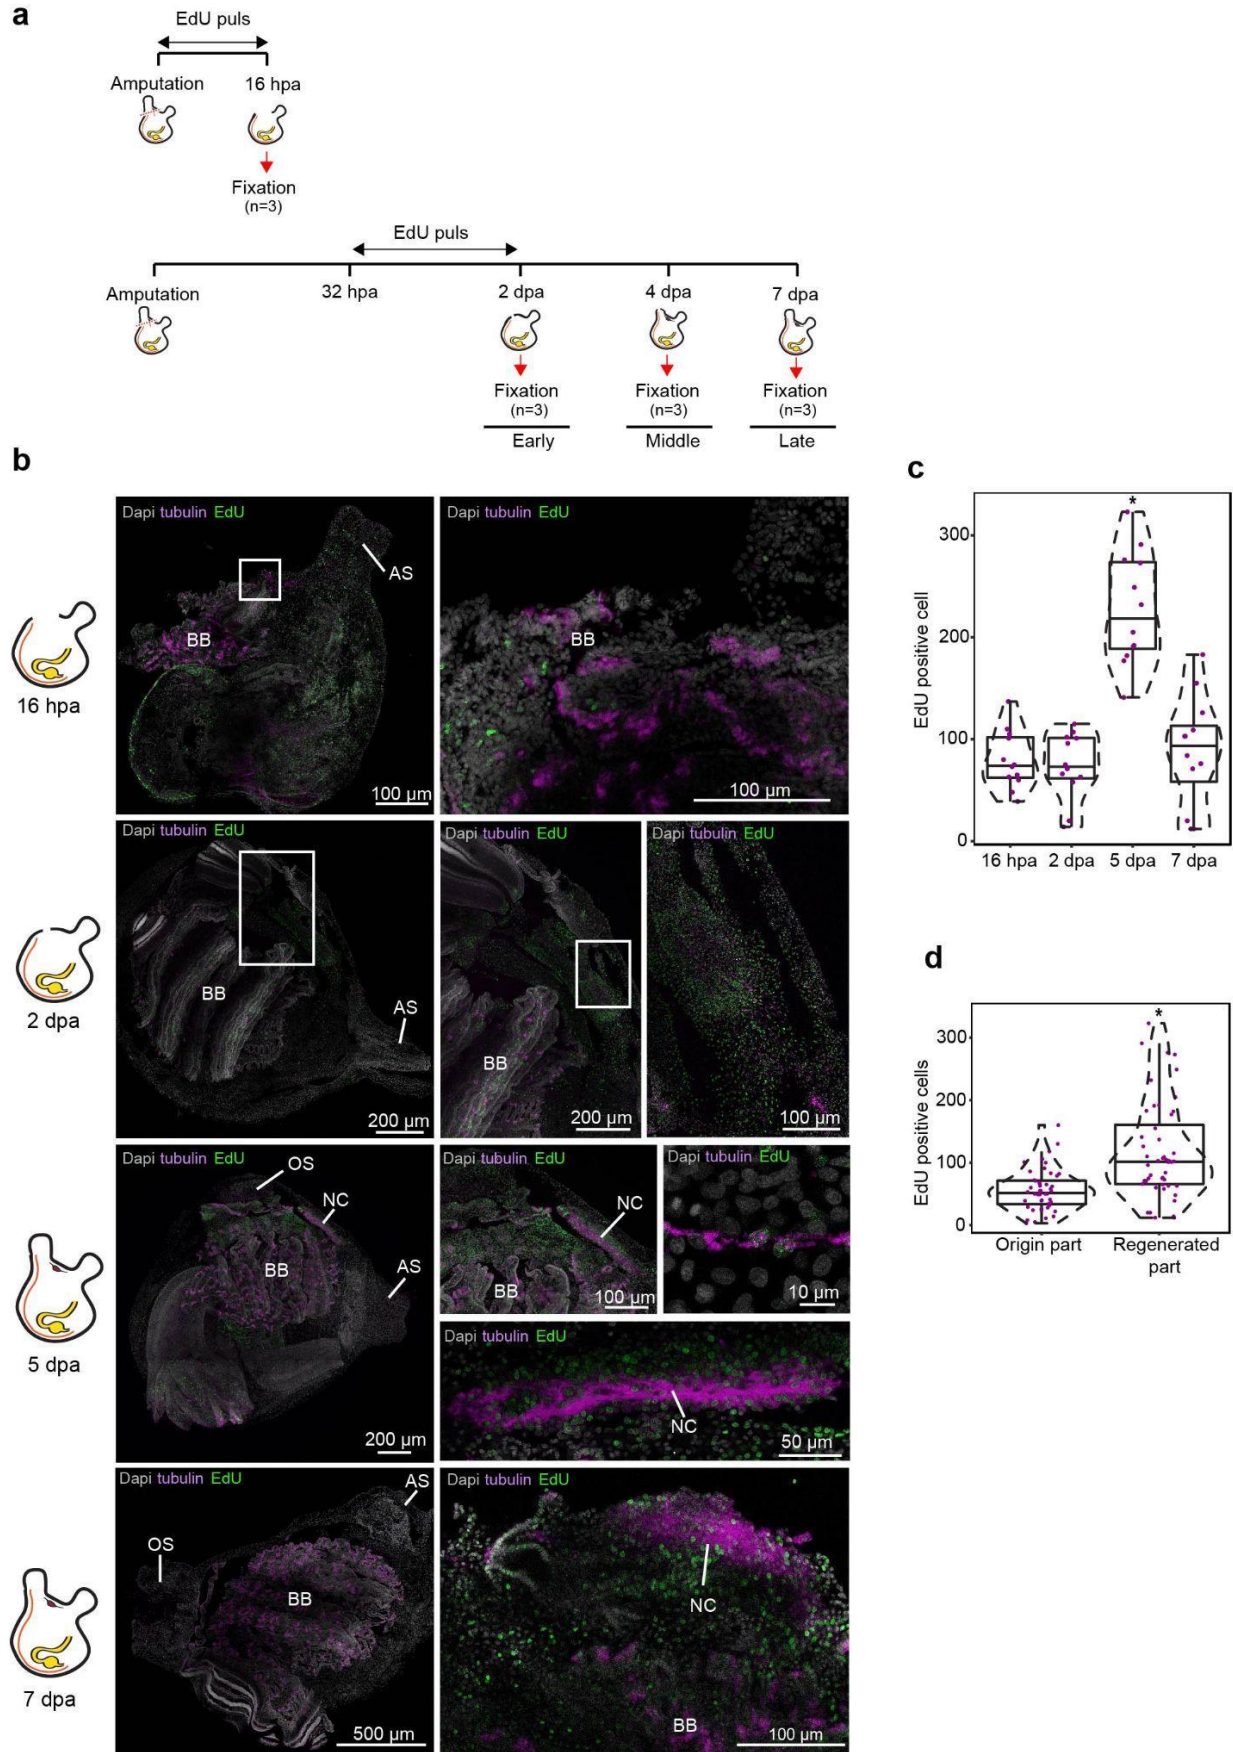 a
EdU puls
Amputation
16 hpa
Fixation
(n=3)
EdU puls
Amputation
32 hpa
2 dpa
4 dpa
7 dpa
Fixation
(n=3)
Early
Fixation
(n=3)
Middle
Fixation
(n=3)
Late
b
16 hpa
Dapi tubulin EdU
AS
BB
100 µm
Dapi tubulin EdU
BB
100 µm
2 dpa
Dapi tubulin EdU
BB
AS
200 µm
Dapi tubulin EdU
BB
200 µm
Dapi tubulin EdU
100 µm
5 dpa
Dapi tubulin EdU
OS
NC
BB
AS
200 µm
Dapi tubulin EdU
NC
BB
100 µm
Dapi tubulin EdU
10 µm
Dapi tubulin EdU
NC
50 µm
7 dpa
Dapi tubulin EdU
AS
OS
BB
500 µm
Dapi tubulin EdU
NC
BB
100 µm
c
EdU positive cell
300
200
100
0
*
16 hpa
2 dpa
5 dpa
7 dpa
d
EdU positive cells
300
200
100
0
*
Origin part
Regenerated
part